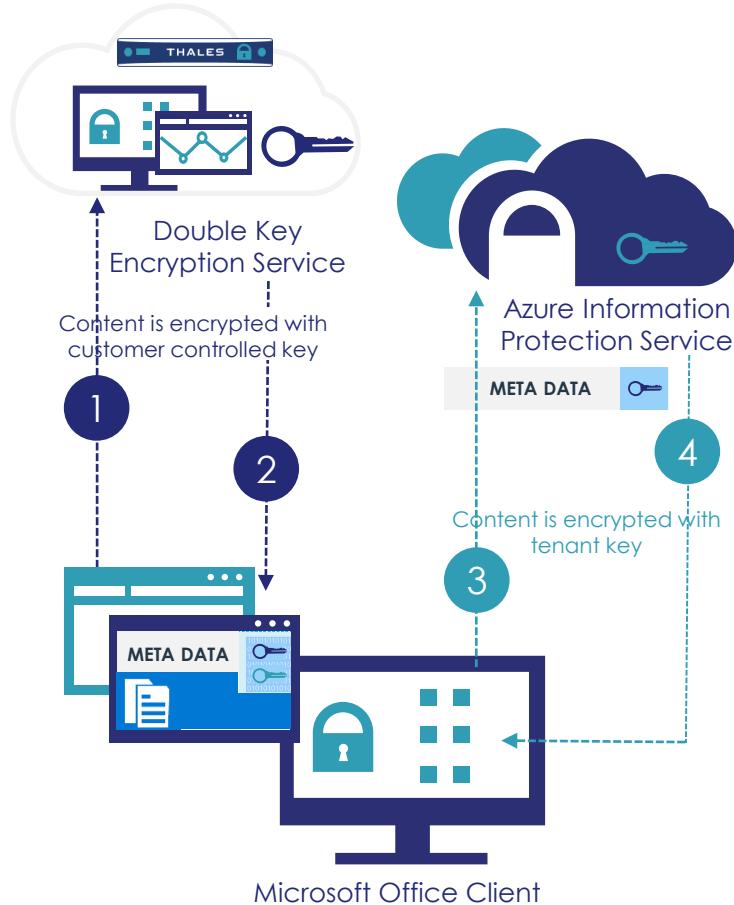 THALES
Double Key
Encryption Service
Content is encrypted with
customer controlled key
1
2
Azure Information
Protection Service
META DATA
4
Content is encrypted with
tenant key
3
META DATA
Microsoft Office Client